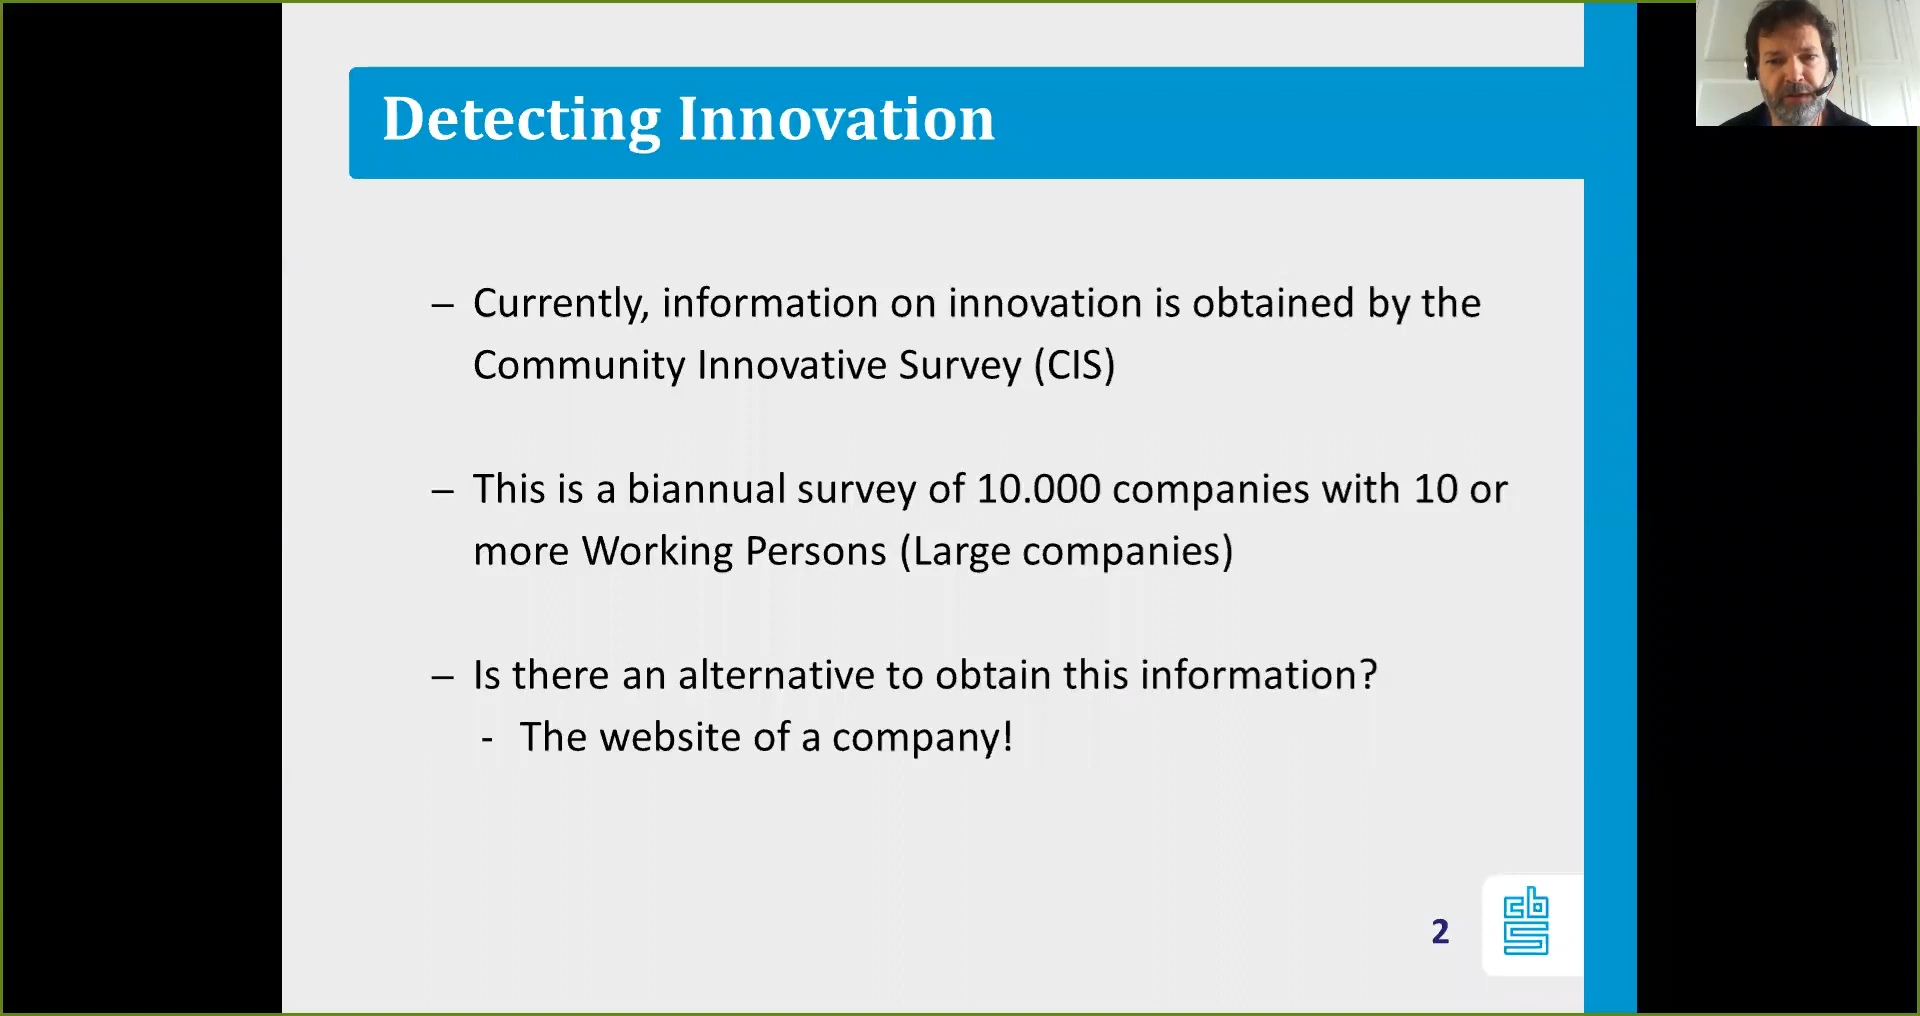 Detecting Innovation
– Currently, information on innovation is obtained by the
Community Innovative Survey (CIS)
– This is a biannual survey of 10.000 companies with 10 or
more Working Persons (Large companies)
– Is there an alternative to obtain this information?
- The website of a company!
2
cbs